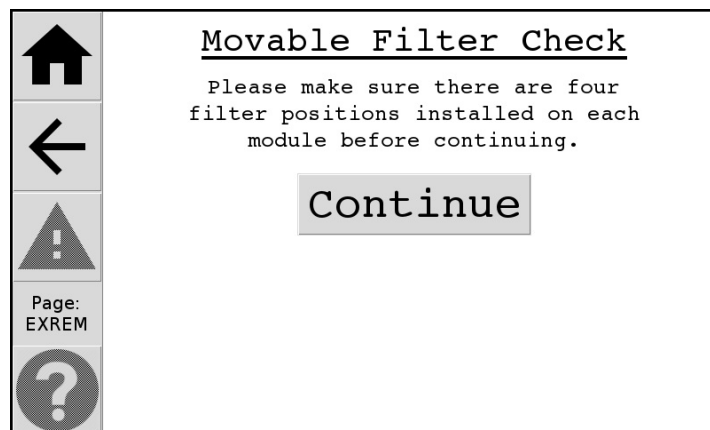 Movable Filter Check
Please make sure there are four
filter positions installed on each
module before continuing.
Continue
Page:
EXREM